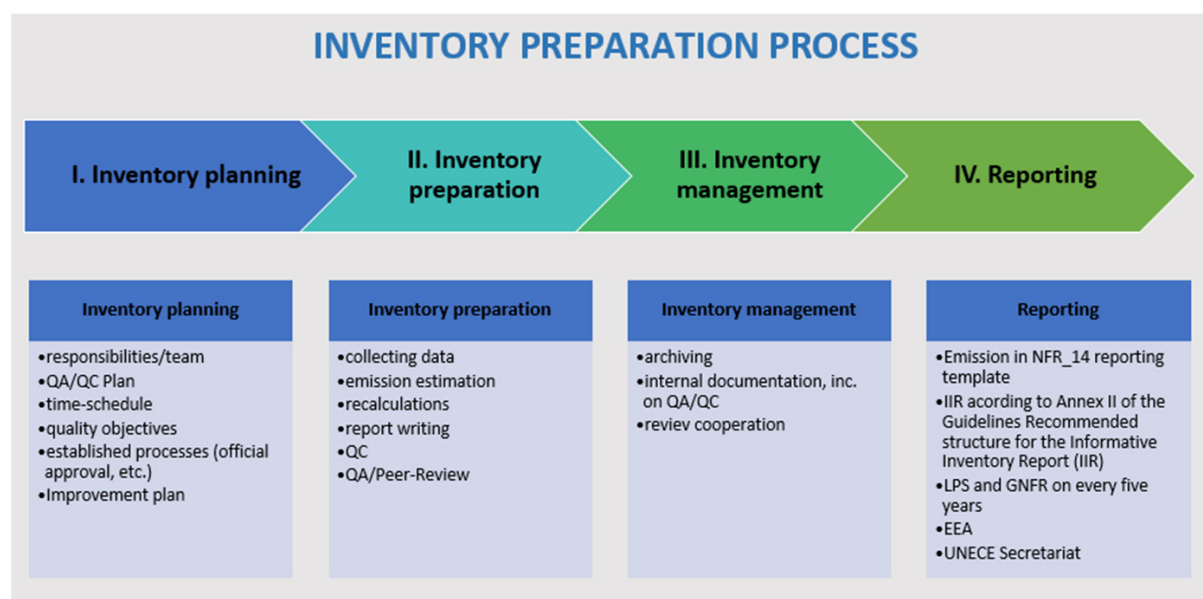 INVENTORY PREPARATION PROCESS
I. Inventory planning
II. Inventory
preparation
III. Inventory
management
IV. Reporting
Inventory planning
•responsibilities/team
•QA/QC Plan
•time-schedule
•quality objectives
•established processes (official
approval, etc.)
•Improvement plan
Inventory preparation
•collecting data
•emission estimation
•recalculations
•report writing
•QC
•QA/Peer-Review
Inventory management
•archiving
•internal documentation, inc.
on QA/QC
•reviev cooperation
Reporting
•Emission in NFR_14 reporting
template
•IIR acording to Annex II of the
Guidelines Recommended
structure for the Informative
Inventory Report (IIR)
•LPS and GNFR on every five
years
•EEA
•UNECE Secretariat